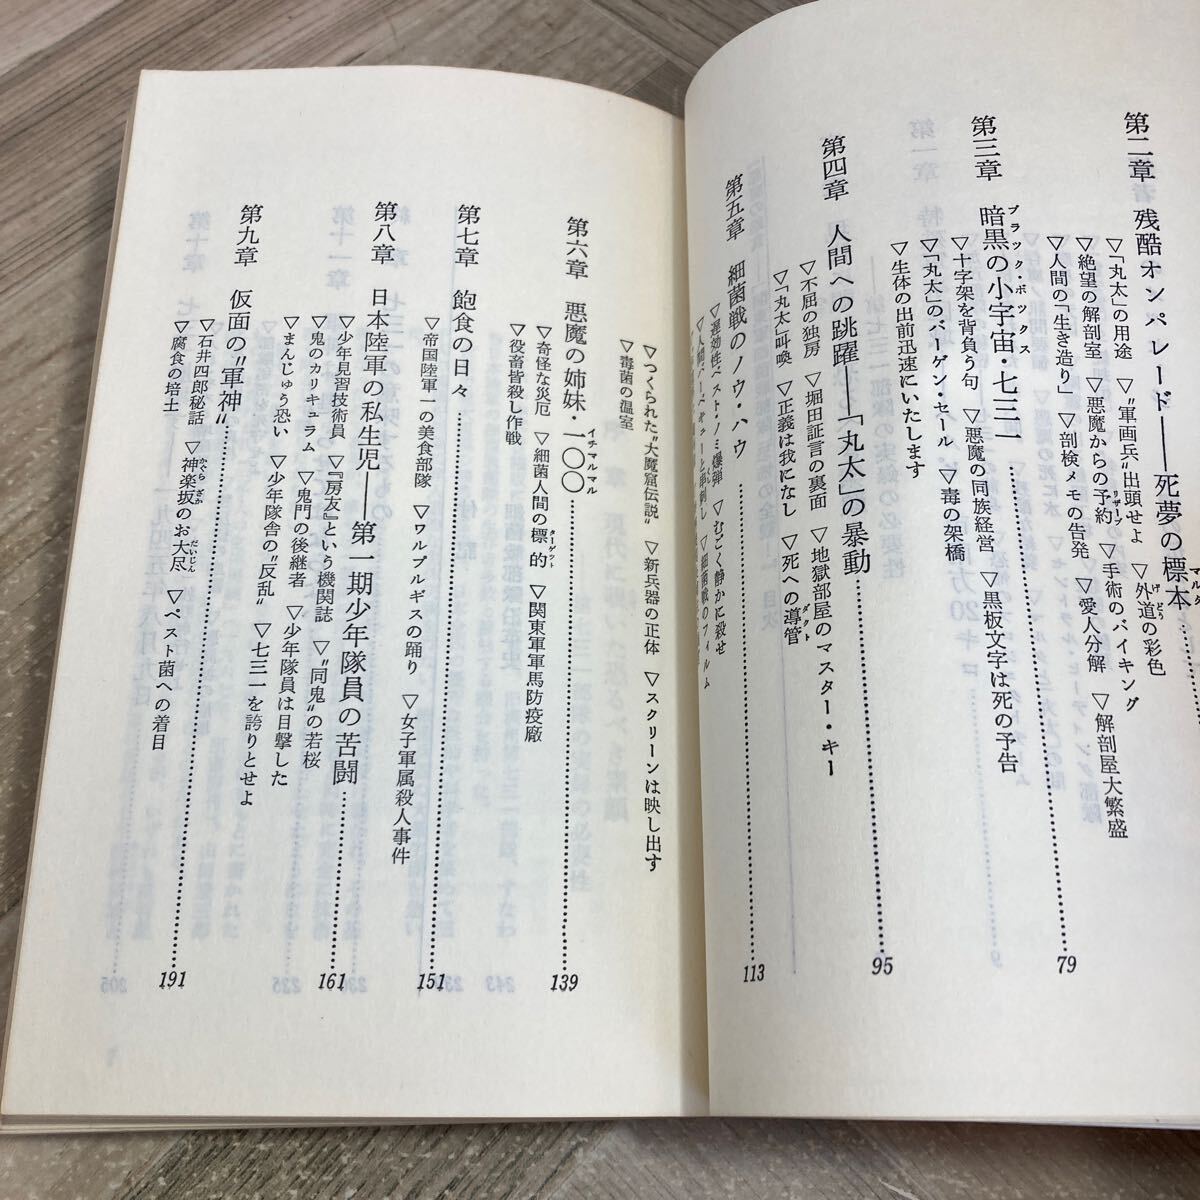 第二章　残酷オンパレード——死夢の標本
▽「丸太」の用途　▽"軍画兵"出頭せよ　▽外道の彩色
▽絶望の解剖室　▽悪魔からの予約　▽手術のバイキング
▽人間の「生き造り」　▽剖検メモの告発　▽愛人分解　▽解剖屋大繁盛
第三章　暗黒の小宇宙・七三一……79
▽十字架を背負う句　▽悪魔の同族経営　▽黒板文字は死の予告
▽「丸太」のバーゲン・セール　▽毒の架橋
▽生体の出前迅速にいたします
第四章　人間への跳躍——「丸太」の暴動……95
▽不屈の独房　▽堀田証言の裏面　▽地獄部屋のマスター・キー
▽「丸太」叫喚　▽正義は我になし　▽死への導管
第五章　細菌戦のノウ・ハウ……113
▽遅効性ペスト・ノミ爆弾　▽むごく静かに殺せ
▽人間バーベキューと串刺し　▽細菌戦のフィルム
▽つくられた"大魔窟伝説"　▽新兵器の正体　▽スクリーンは映し出す
▽毒菌の温室
第六章　悪魔の姉妹・一〇〇……139
▽奇怪な災厄　▽細菌人間の標的　▽関東軍軍馬防疫廠
▽役畜皆殺し作戦
第七章　飽食の日々……151
▽帝国陸軍一の美食部隊　▽ワルプルギスの踊り　▽女子軍属殺人事件
第八章　日本陸軍の私生児——第一期少年隊員の苦闘……161
▽少年見習技術員　▽『房友』という機関誌　▽"同鬼"の若桜
▽鬼のカリキュラム　▽鬼門の後継者　▽少年隊員は目撃した
▽まんじゅう恐い　▽少年隊舎の"反乱"　▽七三一を誇りとせよ
第九章　仮面の"軍神"……191
▽石井四郎秘話　▽神楽坂のお大尽　▽ペスト菌への着目
▽腐食の培土